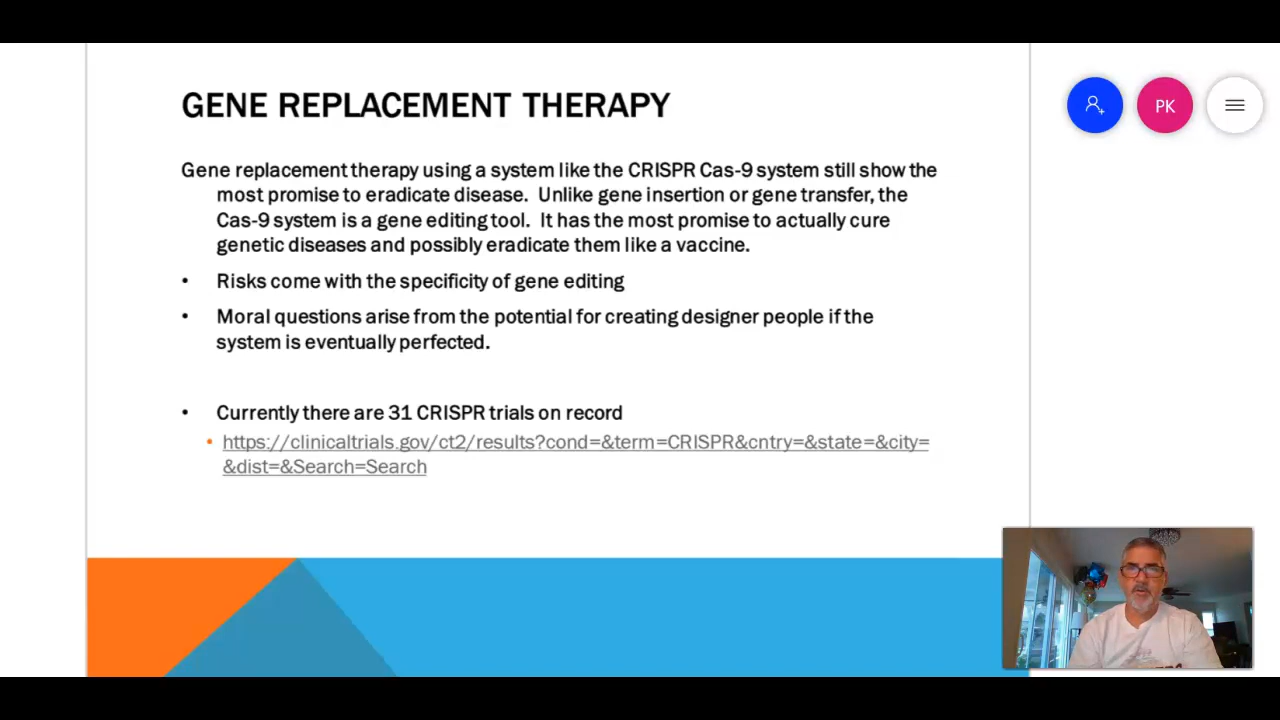 GENE REPLACEMENT THERAPY
PK
Gene replacement therapy using a system like the CRISPR Cas-9 system still show the
most promise to eradicate disease.  Unlike gene insertion or gene transfer, the
Cas-9 system is a gene editing tool.  It has the most promise to actually cure
genetic diseases and possibly eradicate them like a vaccine.
• Risks come with the specificity of gene editing
• Moral questions arise from the potential for creating designer people if the
system is eventually perfected.
• Currently there are 31 CRISPR trials on record
• https://clinicaltrials.gov/ct2/results?cond=&term=CRISPR&cntry=&state=&city=
&dist=&Search=Search